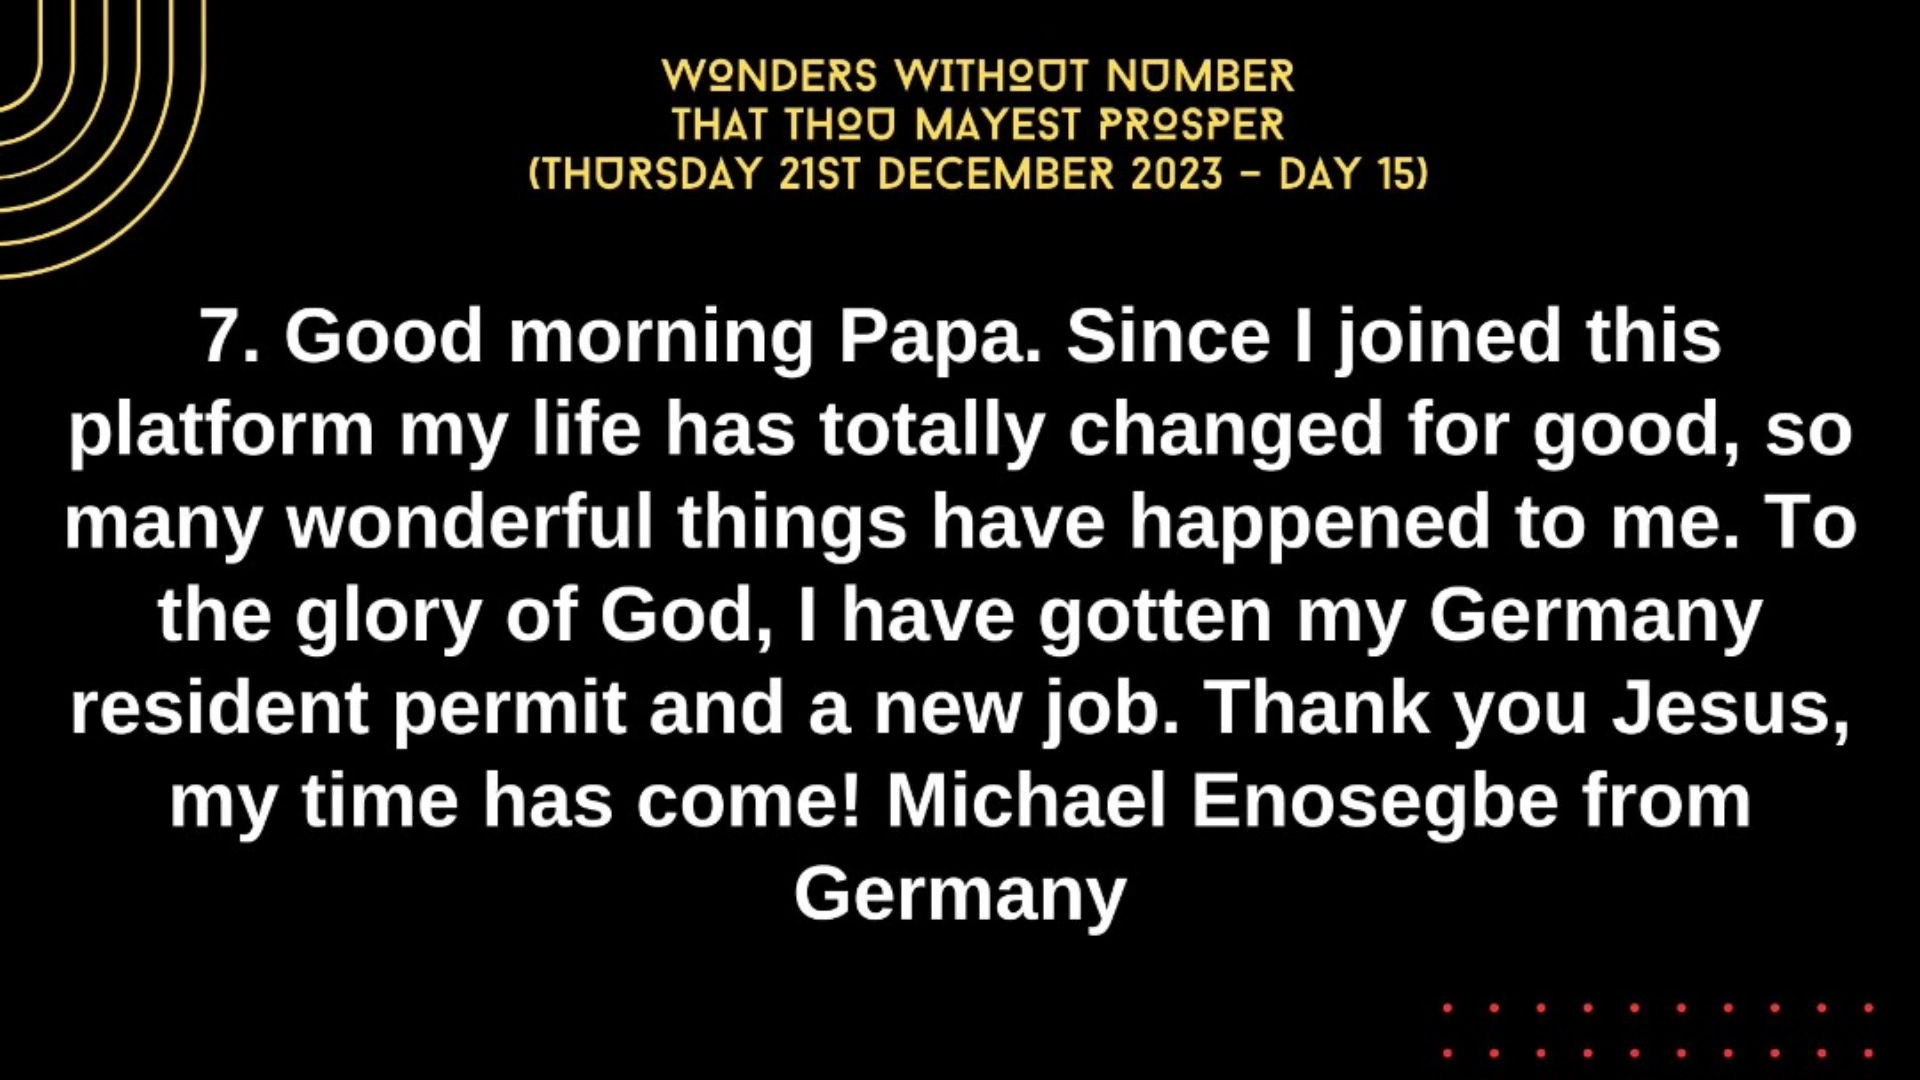 WONDERS WITHOUT NUMBER
THAT THOU MAYEST PROSPER
(THURSDAY 21ST DECEMBER 2023 – DAY 15)
7. Good morning Papa. Since I joined this
platform my life has totally changed for good, so
many wonderful things have happened to me. To
the glory of God, I have gotten my Germany
resident permit and a new job. Thank you Jesus,
my time has come! Michael Enosegbe from
Germany